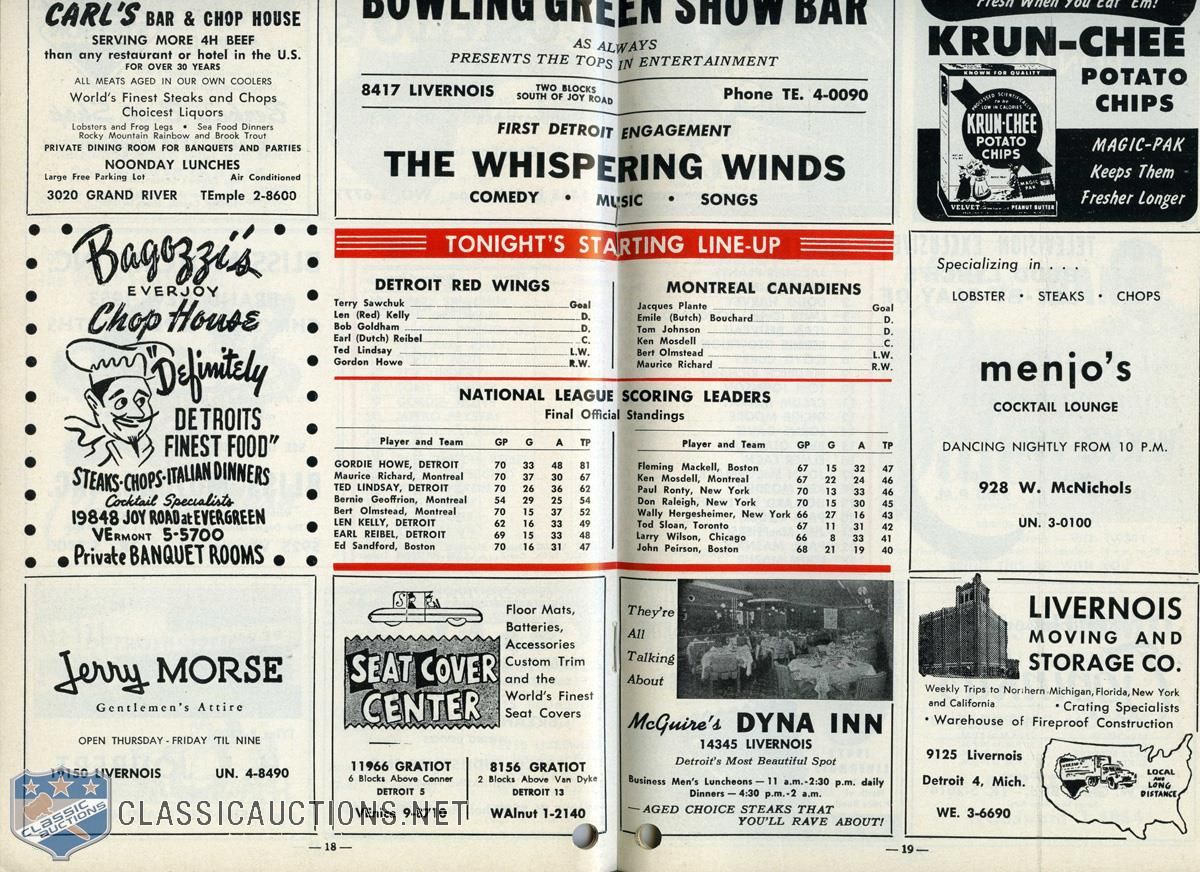 CARL'S BAR & CHOP HOUSE
SERVING MORE 4H BEEF
than any restaurant or hotel in the U.S.
FOR OVER 30 YEARS
ALL MEATS AGED IN OUR OWN COOLERS
World's Finest Steaks and Chops
Choicest Liquors
Lobsters and Frog Legs • Sea Food Dinners
Rocky Mountain Rainbow and Brook Trout
PRIVATE DINING ROOM FOR BANQUETS AND PARTIES
NOONDAY LUNCHES
Large Free Parking Lot Air Conditioned
3020 GRAND RIVER TEmple 2-8600
BOWLING GREEN SHOW BAR
AS ALWAYS
PRESENTS THE TOPS IN ENTERTAINMENT
8417 LIVERNOIS TWO BLOCKS SOUTH OF JOY ROAD Phone TE. 4-0090
FIRST DETROIT ENGAGEMENT
THE WHISPERING WINDS
COMEDY • MUSIC • SONGS
Fresh When You Eat 'Em!
KRUN-CHEE
POTATO
CHIPS
KNOWN FOR QUALITY
PROCESSED SCIENTIFICALLY
LOW IN CALORIES
KRUN-CHEE
POTATO
CHIPS
MAGIC PAK
VELVET PEANUT BUTTER
MAGIC-PAK
Keeps Them
Fresher Longer
Bagozzi's
EVERJOY
Chop House
"Definitely
DETROITS
FINEST FOOD"
STEAKS-CHOPS-ITALIAN DINNERS
Cocktail Specialists
19848 JOY ROAD at EVERGREEN
VERMONT 5-5700
Private BANQUET ROOMS
TONIGHT'S STARTING LINE-UP
DETROIT RED WINGS
Terry Sawchuk Goal
Len (Red) Kelly D.
Bob Goldham D.
Earl (Dutch) Reibel C.
Ted Lindsay L.W.
Gordon Howe R.W.
MONTREAL CANADIENS
Jacques Plante Goal
Emile (Butch) Bouchard D.
Tom Johnson D.
Ken Mosdell C.
Bert Olmstead L.W.
Maurice Richard R.W.
NATIONAL LEAGUE SCORING LEADERS
Final Official Standings
Player and Team GP G A TP
GORDIE HOWE, DETROIT 70 33 48 81
Maurice Richard, Montreal 70 37 30 67
TED LINDSAY, DETROIT 70 26 36 62
Bernie Geoffrion, Montreal 54 29 25 54
Bert Olmstead, Montreal 70 15 37 52
LEN KELLY, DETROIT 62 16 33 49
EARL REIBEL, DETROIT 69 15 33 48
Ed Sandford, Boston 70 16 31 47
Player and Team GP G A TP
Fleming Mackell, Boston 67 15 32 47
Ken Mosdell, Montreal 67 22 24 46
Paul Ronty, New York 70 13 33 46
Don Raleigh, New York 70 15 30 45
Wally Hergesheimer, New York 66 27 16 43
Tod Sloan, Toronto 67 11 31 42
Larry Wilson, Chicago 66 8 33 41
John Peirson, Boston 68 21 19 40
Specializing in . . . .
LOBSTER • STEAKS • CHOPS
menjo's
COCKTAIL LOUNGE
DANCING NIGHTLY FROM 10 P.M.
928 W. McNichols
UN. 3-0100
Jerry MORSE
Gentlemen's Attire
OPEN THURSDAY - FRIDAY 'TIL NINE
19150 LIVERNOIS UN. 4-8490
SEAT COVER
CENTER
Floor Mats,
Batteries,
Accessories
Custom Trim
and the
World's Finest
Seat Covers
11966 GRATIOT
6 Blocks Above Conner
DETROIT 5
VEnice 9-8710
8156 GRATIOT
2 Blocks Above Van Dyke
DETROIT 13
WAlnut 1-2140
They're
All
Talking
About
McGuire's DYNA INN
14345 LIVERNOIS
Detroit's Most Beautiful Spot
Business Men's Luncheons — 11 a.m.-2:30 p.m. daily
Dinners — 4:30 p.m.-2 a.m.
—AGED CHOICE STEAKS THAT
YOU'LL RAVE ABOUT!
LIVERNOIS
MOVING AND
STORAGE CO.
Weekly Trips to Northern Michigan, Florida, New York
and California • Crating Specialists
• Warehouse of Fireproof Construction
9125 Livernois
Detroit 4, Mich.
WE. 3-6690
LOCAL
AND
LONG
DISTANCE
— 18 —
— 19 —
CLASSIC
AUCTIONS
CLASSICAUCTIONS.NET